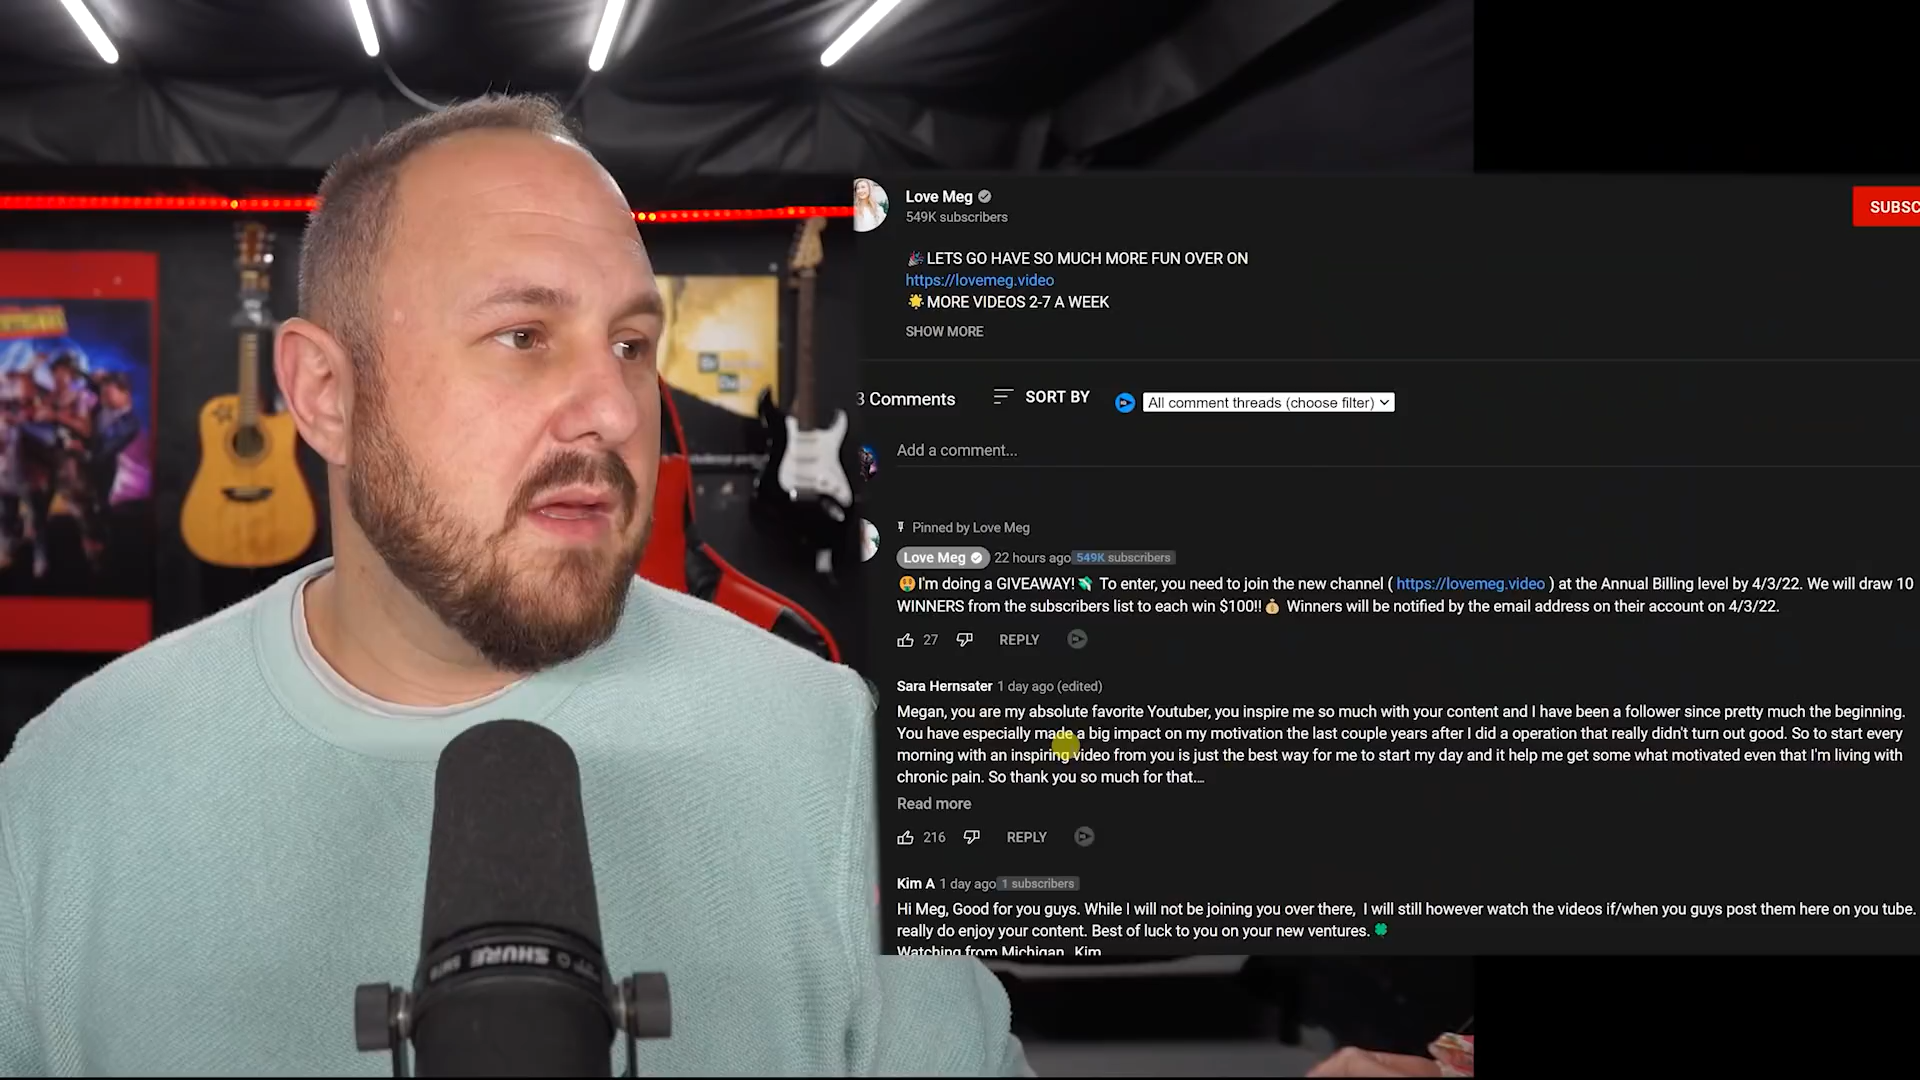 Love Meg
549K subscribers
SUBSC
🎉LETS GO HAVE SO MUCH MORE FUN OVER ON
https://lovemeg.video
🌟MORE VIDEOS 2-7 A WEEK
SHOW MORE
3 Comments
SORT BY
All comment threads (choose filter)
Add a comment...
Pinned by Love Meg
Love Meg 22 hours ago 549K subscribers
🤑I'm doing a GIVEAWAY!💸 To enter, you need to join the new channel ( https://lovemeg.video ) at the Annual Billing level by 4/3/22. We will draw 10
WINNERS from the subscribers list to each win $100!!💰 Winners will be notified by the email address on their account on 4/3/22.
27 REPLY
Sara Hernsater 1 day ago (edited)
Megan, you are my absolute favorite Youtuber, you inspire me so much with your content and I have been a follower since pretty much the beginning.
You have especially made a big impact on my motivation the last couple years after I did a operation that really didn't turn out good. So to start every
morning with an inspiring video from you is just the best way for me to start my day and it help me get some what motivated even that I'm living with
chronic pain. So thank you so much for that...
Read more
216 REPLY
Kim A 1 day ago 1 subscribers
Hi Meg, Good for you guys. While I will not be joining you over there, I will still however watch the videos if/when you guys post them here on you tube.
really do enjoy your content. Best of luck to you on your new ventures. 🍀
Watching from Michigan Kim
SHURE